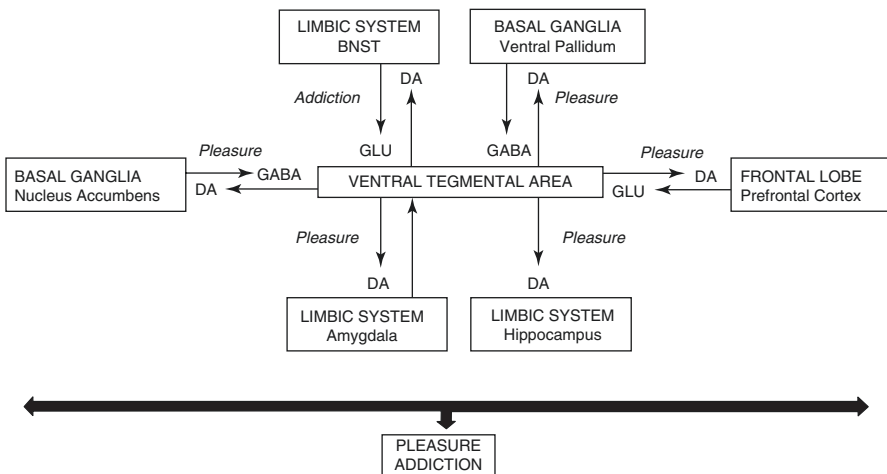 LIMBIC SYSTEM
BNST
BASAL GANGLIA
Ventral Pallidum
DA
DA
Addiction
Pleasure
GLU
GABA
Pleasure
Pleasure
BASAL GANGLIA
Nucleus Accumbens
GABA
DA
VENTRAL TEGMENTAL AREA
DA
GLU
FRONTAL LOBE
Prefrontal Cortex
Pleasure
Pleasure
DA
DA
LIMBIC SYSTEM
Amygdala
LIMBIC SYSTEM
Hippocampus
PLEASURE
ADDICTION